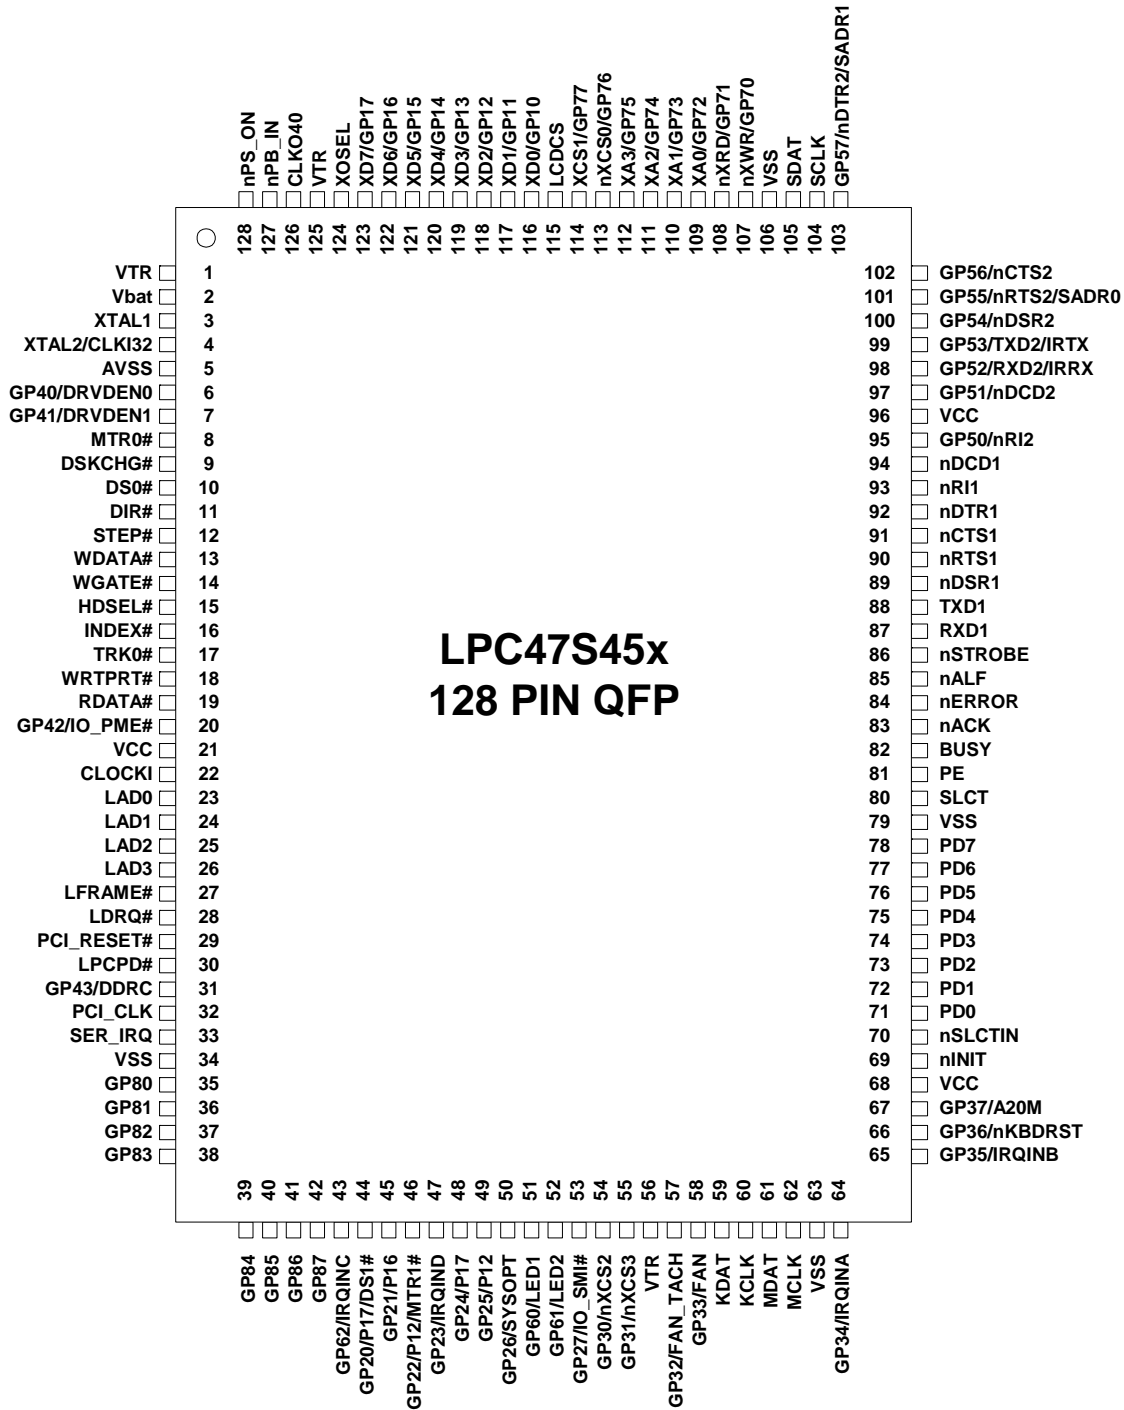 nPS_ON
nPB_IN
CLKO40
VTR
XOSEL
XD7/GP17
XD6/GP16
XD5/GP15
XD4/GP14
XD3/GP13
XD2/GP12
XD1/GP11
XD0/GP10
LCDCS
XCS1/GP77
nXCS0/GP76
XA3/GP75
XA2/GP74
XA1/GP73
XA0/GP72
nXRD/GP71
nXWR/GP70
VSS
SDAT
SCLK
GP57/nDTR2/SADR1
128
127
126
125
124
123
122
121
120
119
118
117
116
115
114
113
112
111
110
109
108
107
106
105
104
103
VTR 1
Vbat 2
XTAL1 3
XTAL2/CLKI32 4
AVSS 5
GP40/DRVDEN0 6
GP41/DRVDEN1 7
MTR0# 8
DSKCHG# 9
DS0# 10
DIR# 11
STEP# 12
WDATA# 13
WGATE# 14
HDSEL# 15
INDEX# 16
TRK0# 17
WRTPRT# 18
RDATA# 19
GP42/IO_PME# 20
VCC 21
CLOCKI 22
LAD0 23
LAD1 24
LAD2 25
LAD3 26
LFRAME# 27
LDRQ# 28
PCI_RESET# 29
LPCPD# 30
GP43/DDRC 31
PCI_CLK 32
SER_IRQ 33
VSS 34
GP80 35
GP81 36
GP82 37
GP83 38
LPC47S45x
128 PIN QFP
102 GP56/nCTS2
101 GP55/nRTS2/SADR0
100 GP54/nDSR2
99 GP53/TXD2/IRTX
98 GP52/RXD2/IRRX
97 GP51/nDCD2
96 VCC
95 GP50/nRI2
94 nDCD1
93 nRI1
92 nDTR1
91 nCTS1
90 nRTS1
89 nDSR1
88 TXD1
87 RXD1
86 nSTROBE
85 nALF
84 nERROR
83 nACK
82 BUSY
81 PE
80 SLCT
79 VSS
78 PD7
77 PD6
76 PD5
75 PD4
74 PD3
73 PD2
72 PD1
71 PD0
70 nSLCTIN
69 nINIT
68 VCC
67 GP37/A20M
66 GP36/nKBDRST
65 GP35/IRQINB
39
40
41
42
43
44
45
46
47
48
49
50
51
52
53
54
55
56
57
58
59
60
61
62
63
64
GP84
GP85
GP86
GP87
GP62/IRQINC
GP20/P17/DS1#
GP21/P16
GP22/P12/MTR1#
GP23/IRQIND
GP24/P17
GP25/P12
GP26/SYSOPT
GP60/LED1
GP61/LED2
GP27/IO_SMI#
GP30/nXCS2
GP31/nXCS3
VTR
GP32/FAN_TACH
GP33/FAN
KDAT
KCLK
MDAT
MCLK
VSS
GP34/IRQINA